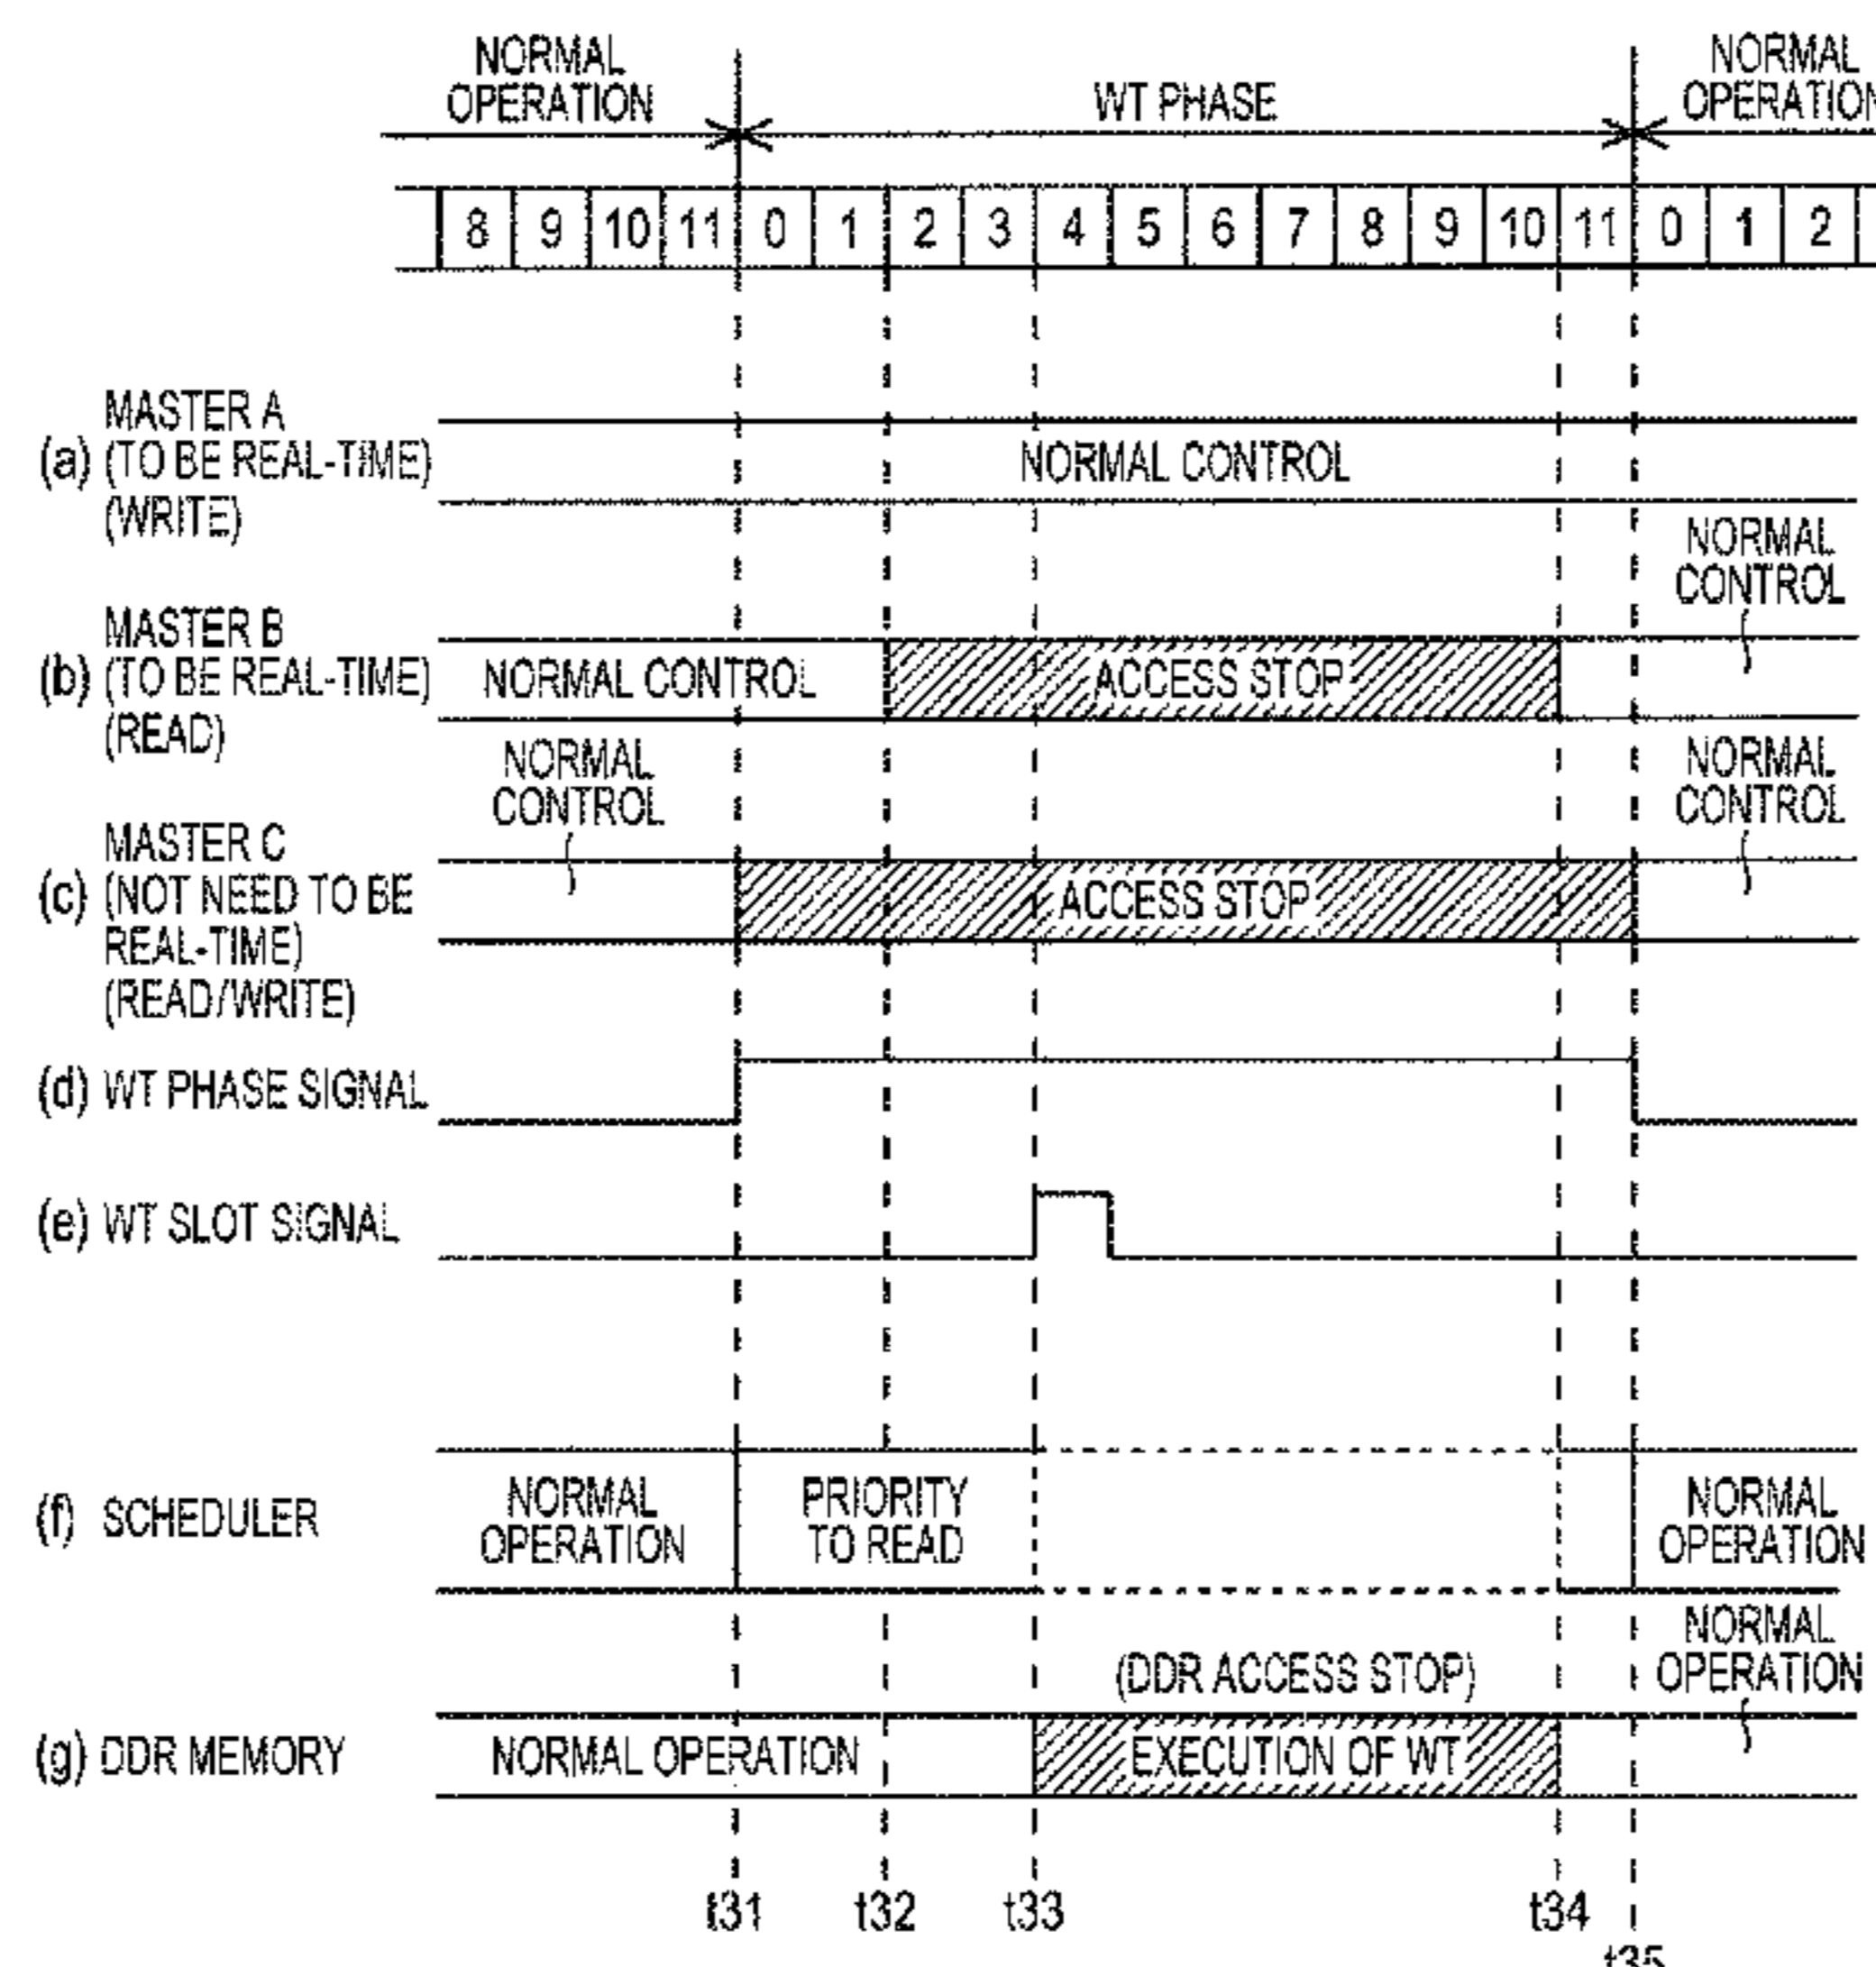 NORMAL
OPERATION
WT PHASE
NORMAL
OPERATION
8 9 10 11 0 1 2 3 4 5 6 7 8 9 10 11 0 1 2
(a) MASTER A
(TO BE REAL-TIME)
(WRITE)
NORMAL CONTROL
(b) MASTER B
(TO BE REAL-TIME)
(READ)
NORMAL CONTROL
ACCESS STOP
NORMAL
CONTROL
(c) MASTER C
(NOT NEED TO BE
REAL-TIME)
(READ/WRITE)
NORMAL
CONTROL
ACCESS STOP
NORMAL
CONTROL
(d) WT PHASE SIGNAL
(e) WT SLOT SIGNAL
(f) SCHEDULER
NORMAL
OPERATION
PRIORITY
TO READ
NORMAL
OPERATION
(g) DDR MEMORY
NORMAL OPERATION
(DDR ACCESS STOP)
EXECUTION OF WT
NORMAL
OPERATION
t31 t32 t33 t34
t35